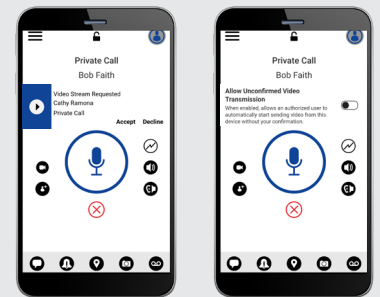 Private Call
Bob Faith
Video Stream Requested
Cathy Ramona
Private Call
Accept Decline
Private Call
Bob Faith
Allow Unconfirmed Video
Transmission
When enabled, allows an authorized user to
automatically start sending video from this
device without your confirmation.